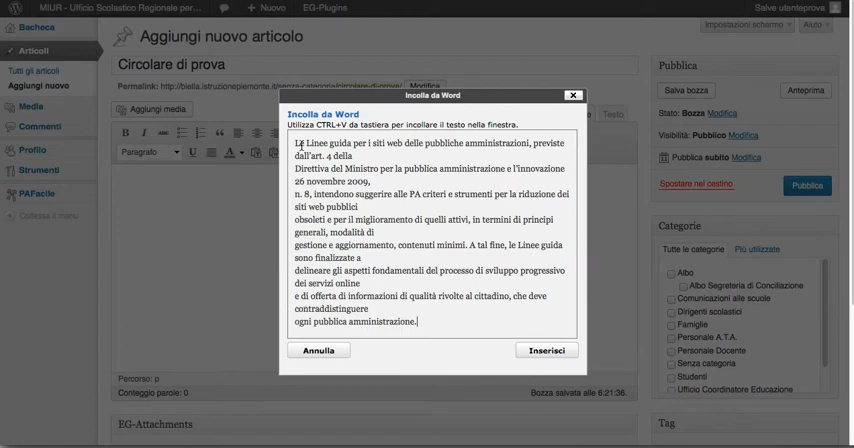 MIUR - Ufficio Scolastico Regionale per...
Nuovo
EG-Plugins
Salve utenteprova
Bacheca
Articoli
Tutti gli articoli
Aggiungi nuovo
Media
Commenti
Profilo
Strumenti
PAFacile
Collassa il menu
Impostazioni schermo
Aiuto
Aggiungi nuovo articolo
Circolare di prova
Permalink: http://biella.istruzionepiemonte.it/senza-categoria/circolare-di-prova/ Modifica
Aggiungi media
Testo
B I ABC
Paragrafo
U A
Incolla da Word
Incolla da Word
Utilizza CTRL+V da tastiera per incollare il testo nella finestra.
Le Linee guida per i siti web delle pubbliche amministrazioni, previste
dall'art. 4 della
Direttiva del Ministro per la pubblica amministrazione e l'innovazione
26 novembre 2009,
n. 8, intendono suggerire alle PA criteri e strumenti per la riduzione dei
siti web pubblici
obsoleti e per il miglioramento di quelli attivi, in termini di principi
generali, modalità di
gestione e aggiornamento, contenuti minimi. A tal fine, le Linee guida
sono finalizzate a
delineare gli aspetti fondamentali del processo di sviluppo progressivo
dei servizi online
e di offerta di informazioni di qualità rivolte al cittadino, che deve
contraddistinguere
ogni pubblica amministrazione.
Annulla
Inserisci
Percorso: p
Conteggio parole: 0
Bozza salvata alle 6:21:36.
EG-Attachments
Pubblica
Salva bozza
Anteprima
Stato: Bozza Modifica
Visibilità: Pubblico Modifica
Pubblica subito Modifica
Spostare nel cestino
Pubblica
Categorie
Tutte le categorie
Più utilizzate
Albo
Albo Segreteria di Conciliazione
Comunicazioni alle scuole
Dirigenti scolastici
Famiglie
Personale A.T.A.
Personale Docente
Senza categoria
Studenti
Ufficio Coordinatore Educazione
Tag